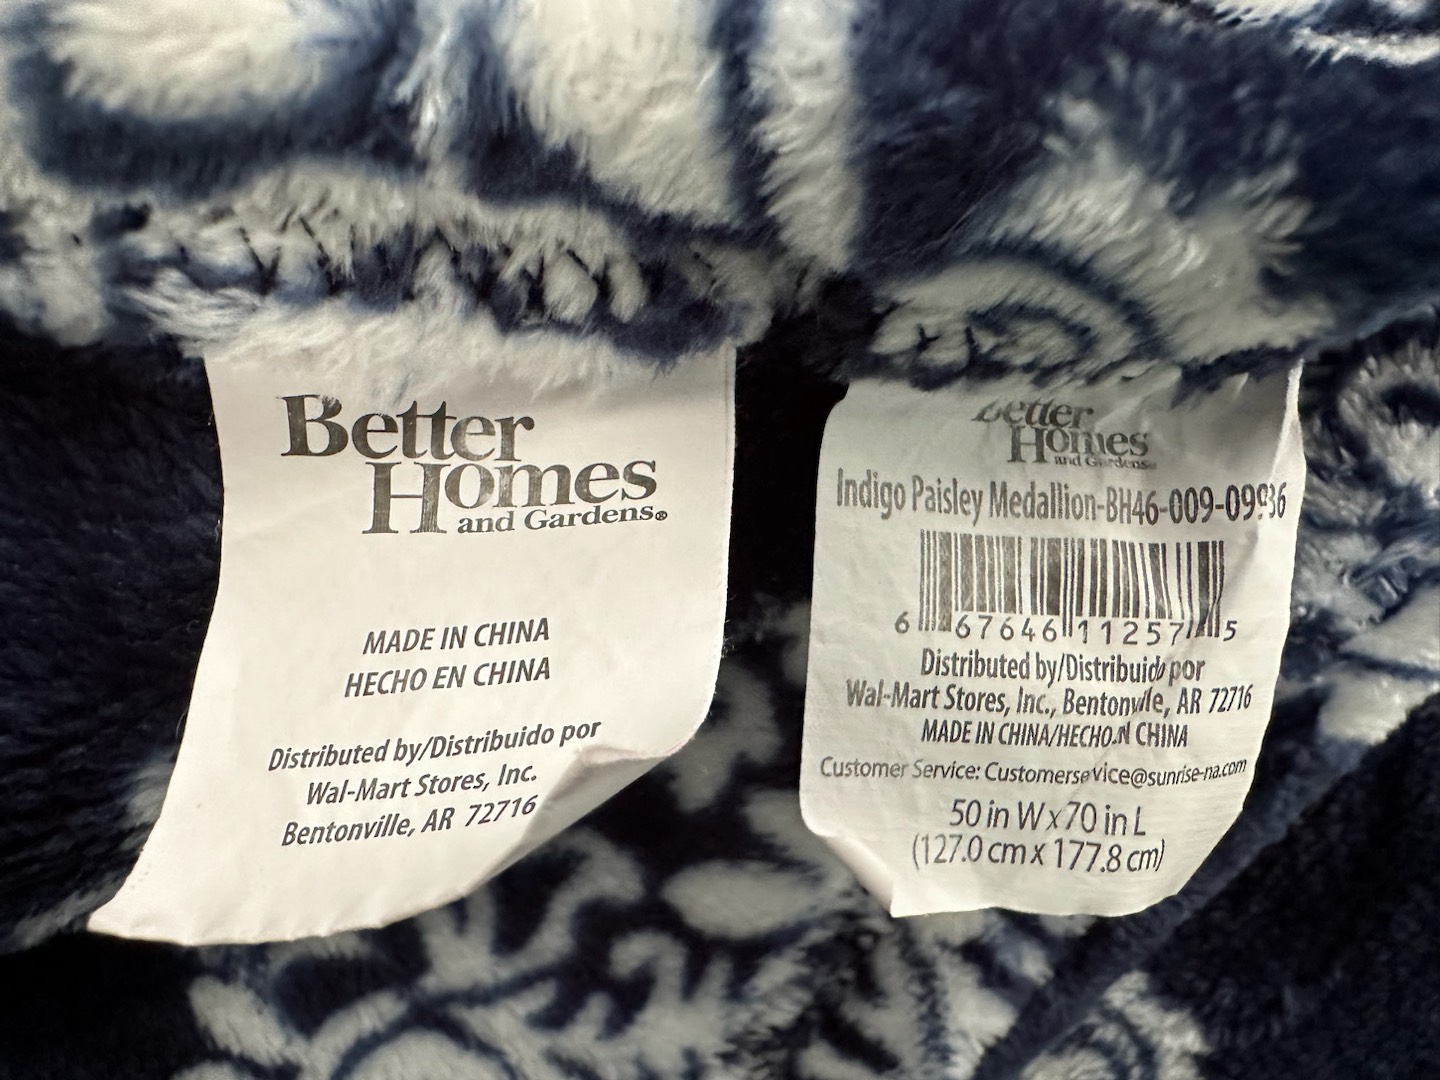 Better
Homes
and Gardens®
MADE IN CHINA
HECHO EN CHINA
Distributed by/Distribuido por
Wal-Mart Stores, Inc.
Bentonville, AR 72716
Better
Homes
and Gardens®
Indigo Paisley Medallion-BH46-009-09936
6 67646 11257 5
Distributed by/Distribuido por
Wal-Mart Stores, Inc., Bentonville, AR 72716
MADE IN CHINA/HECHO EN CHINA
Customer Service: Customerservice@sunrise-na.com
50 in W x 70 in L
(127.0 cm x 177.8 cm)